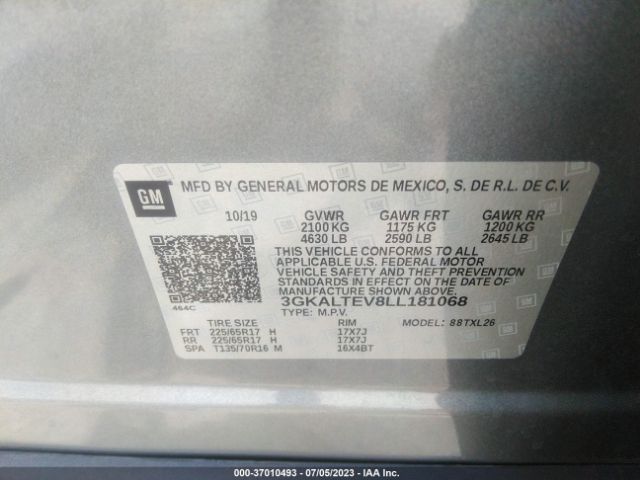 GM
MFD BY GENERAL MOTORS DE MEXICO, S. DE R.L. DE C.V.
10/19 GVWR GAWR FRT GAWR RR
2100 KG 1175 KG 1200 KG
4630 LB 2590 LB 2645 LB
THIS VEHICLE CONFORMS TO ALL
APPLICABLE U.S. FEDERAL MOTOR
VEHICLE SAFETY AND THEFT PREVENTION
STANDARDS IN EFFECT ON THE DATE OF
MANUFACTURE SHOWN ABOVE.
464C 3GKALTEV8LL181068
TYPE: M.P.V. MODEL: 88TXL26
TIRE SIZE RIM
FRT 225/65R17 H 17X7J
RR 225/65R17 H 17X7J
SPA T135/70R16 M 16X4BT
000-37010493 - 07/05/2023 - IAA Inc.